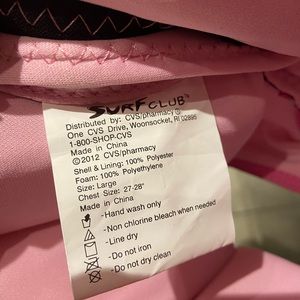 SURF CLUB™
Distributed by: CVS/pharmacy®
One CVS Drive, Woonsocket, RI 02895
1-800-SHOP-CVS
Made in China
©2012 CVS/pharmacy
Shell & Lining: 100% Polyester
Foam: 100% Polyethylene
Size: Large
Chest Size: 27-28"
Made in China
-Hand wash only
-Non chlorine bleach when needed
-Line dry
-Do not iron
-Do not dry clean